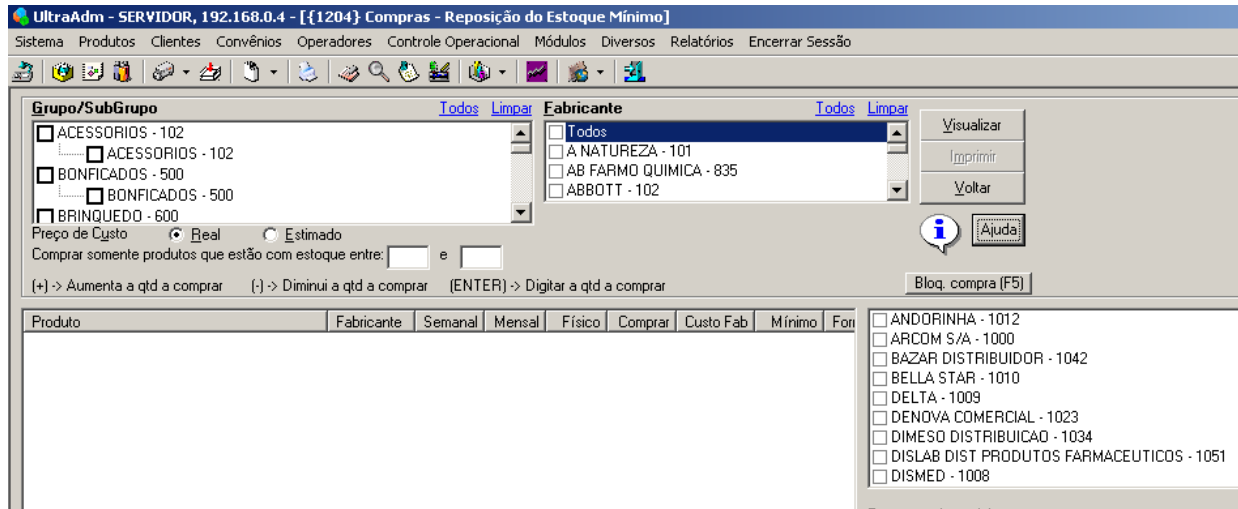 UltraAdm - SERVIDOR, 192.168.0.4 - [{1204} Compras - Reposição do Estoque Mínimo]
Sistema Produtos Clientes Convênios Operadores Controle Operacional Módulos Diversos Relatórios Encerrar Sessão
Grupo/SubGrupo Todos Limpar
ACESSORIOS - 102
ACESSORIOS - 102
BONFICADOS - 500
BONFICADOS - 500
BRINQUEDO - 600
Fabricante Todos Limpar
Todos
A NATUREZA - 101
AB FARMO QUIMICA - 835
ABBOTT - 102
Visualizar
Imprimir
Voltar
Ajuda
Preço de Custo Real Estimado
Comprar somente produtos que estão com estoque entre: e
(+) -> Aumenta a qtd a comprar (-) -> Diminui a qtd a comprar (ENTER) -> Digitar a qtd a comprar
Bloq. compra (F5)
Produto Fabricante Semanal Mensal Físico Comprar Custo Fab Mínimo
ANDORINHA - 1012
ARCOM S/A - 1000
BAZAR DISTRIBUIDOR - 1042
BELLA STAR - 1010
DELTA - 1009
DENOVA COMERCIAL - 1023
DIMESO DISTRIBUICAO - 1034
DISLAB DIST PRODUTOS FARMACEUTICOS - 1051
DISMED - 1008